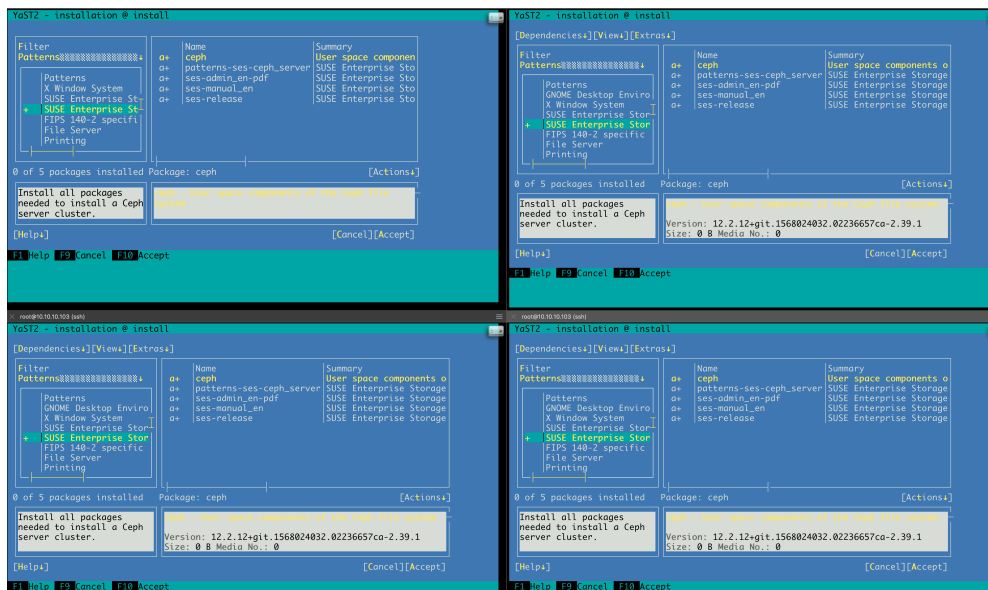 YaST2 - installation @ install
Filter
Patterns
Patterns
X Window System
SUSE Enterprise St
+ SUSE Enterprise St
FIPS 140-2 specifi
File Server
Printing
Name Summary
a+ ceph User space componen
a+ patterns-ses-ceph_server SUSE Enterprise Sto
a+ ses-admin_en-pdf SUSE Enterprise Sto
a+ ses-manual_en SUSE Enterprise Sto
a+ ses-release SUSE Enterprise Sto
0 of 5 packages installed Package: ceph [Actions↓]
Install all packages
needed to install a Ceph
server cluster.
[Help↓] [Cancel][Accept]
F1 Help F9 Cancel F10 Accept
YaST2 - installation @ install
[Dependencies↓][View↓][Extras↓]
Filter
Patterns
Patterns
GNOME Desktop Enviro
X Window System
SUSE Enterprise Stor
+ SUSE Enterprise Stor
FIPS 140-2 specific
File Server
Printing
Name Summary
a+ ceph User space components o
a+ patterns-ses-ceph_server SUSE Enterprise Storage
a+ ses-admin_en-pdf SUSE Enterprise Storage
a+ ses-manual_en SUSE Enterprise Storage
a+ ses-release SUSE Enterprise Storage
0 of 5 packages installed Package: ceph [Actions↓]
Install all packages
needed to install a Ceph
server cluster.
Version: 12.2.12+git.1568024032.02236657ca-2.39.1
Size: 0 B Media No.: 0
[Help↓] [Cancel][Accept]
F1 Help F9 Cancel F10 Accept
root@10.10.10.103 (ssh)
YaST2 - installation @ install
[Dependencies↓][View↓][Extras↓]
Filter
Patterns
Patterns
GNOME Desktop Enviro
X Window System
SUSE Enterprise Stor
+ SUSE Enterprise Stor
FIPS 140-2 specific
File Server
Printing
Name Summary
a+ ceph User space components o
a+ patterns-ses-ceph_server SUSE Enterprise Storage
a+ ses-admin_en-pdf SUSE Enterprise Storage
a+ ses-manual_en SUSE Enterprise Storage
a+ ses-release SUSE Enterprise Storage
0 of 5 packages installed Package: ceph [Actions↓]
Install all packages
needed to install a Ceph
server cluster.
Version: 12.2.12+git.1568024032.02236657ca-2.39.1
Size: 0 B Media No.: 0
[Help↓] [Cancel][Accept]
F1 Help F9 Cancel F10 Accept
root@10.10.10.103 (ssh)
YaST2 - installation @ install
[Dependencies↓][View↓][Extras↓]
Filter
Patterns
Patterns
GNOME Desktop Enviro
X Window System
SUSE Enterprise Stor
+ SUSE Enterprise Stor
FIPS 140-2 specific
File Server
Printing
Name Summary
a+ ceph User space components o
a+ patterns-ses-ceph_server SUSE Enterprise Storage
a+ ses-admin_en-pdf SUSE Enterprise Storage
a+ ses-manual_en SUSE Enterprise Storage
a+ ses-release SUSE Enterprise Storage
0 of 5 packages installed Package: ceph [Actions↓]
Install all packages
needed to install a Ceph
server cluster.
Version: 12.2.12+git.1568024032.02236657ca-2.39.1
Size: 0 B Media No.: 0
[Help↓] [Cancel][Accept]
F1 Help F9 Cancel F10 Accept